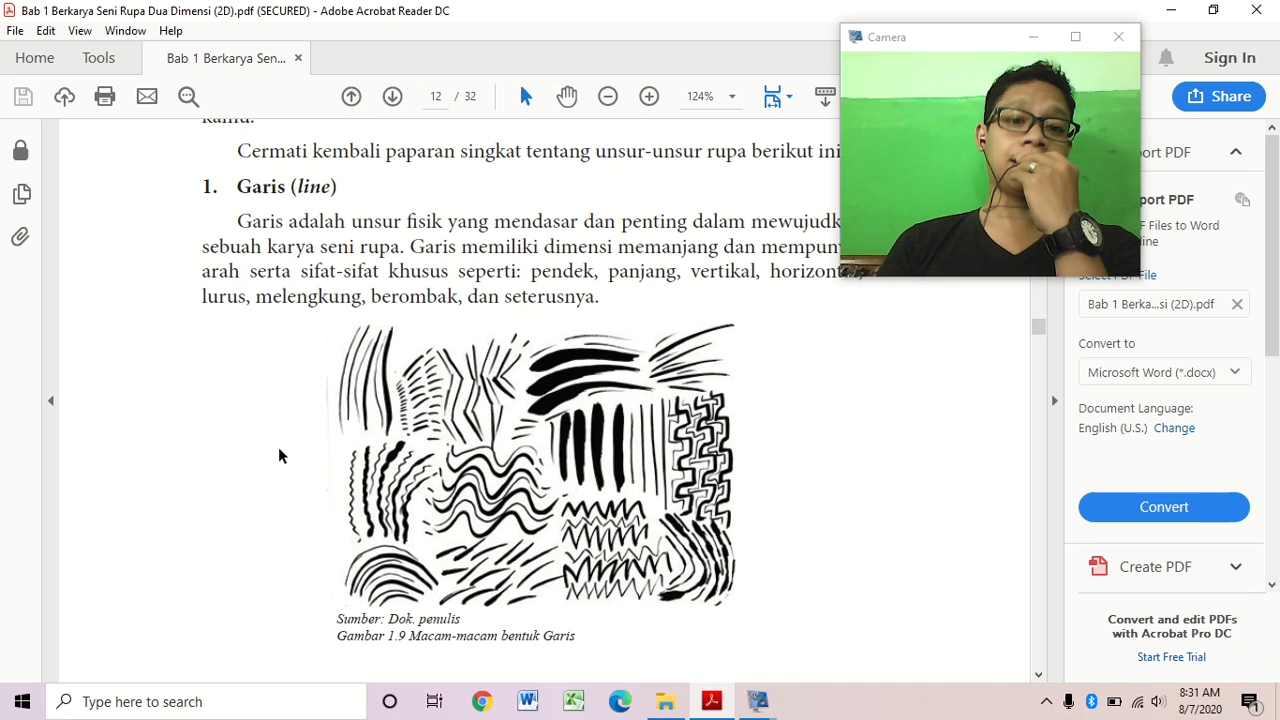 Bab 1 Berkarya Seni Rupa Dua Dimensi (2D).pdf (SECURED) - Adobe Acrobat Reader DC
File Edit View Window Help
Camera
Home Tools Bab 1 Berkarya Sen... Sign In
12 / 32 124% Share
Cermati kembali paparan singkat tentang unsur-unsur rupa berikut ini
1. Garis (line)
Garis adalah unsur fisik yang mendasar dan penting dalam
sebuah karya seni rupa. Garis memiliki dimensi memanjang dan
arah serta sifat-sifat khusus seperti: pendek, panjang, vertikal,
lurus, melengkung, berombak, dan seterusnya.
Sumber: Dok. penulis
Gambar 1.9 Macam-macam bentuk Garis
PDF
PDF
PDF Files to Word
Select PDF File
Bab 1 Berka...si (2D).pdf
Convert to
Microsoft Word (*.docx)
Document Language:
English (U.S.) Change
Convert
Create PDF
Convert and edit PDFs
with Acrobat Pro DC
Start Free Trial
Type here to search
8:31 AM
8/7/2020